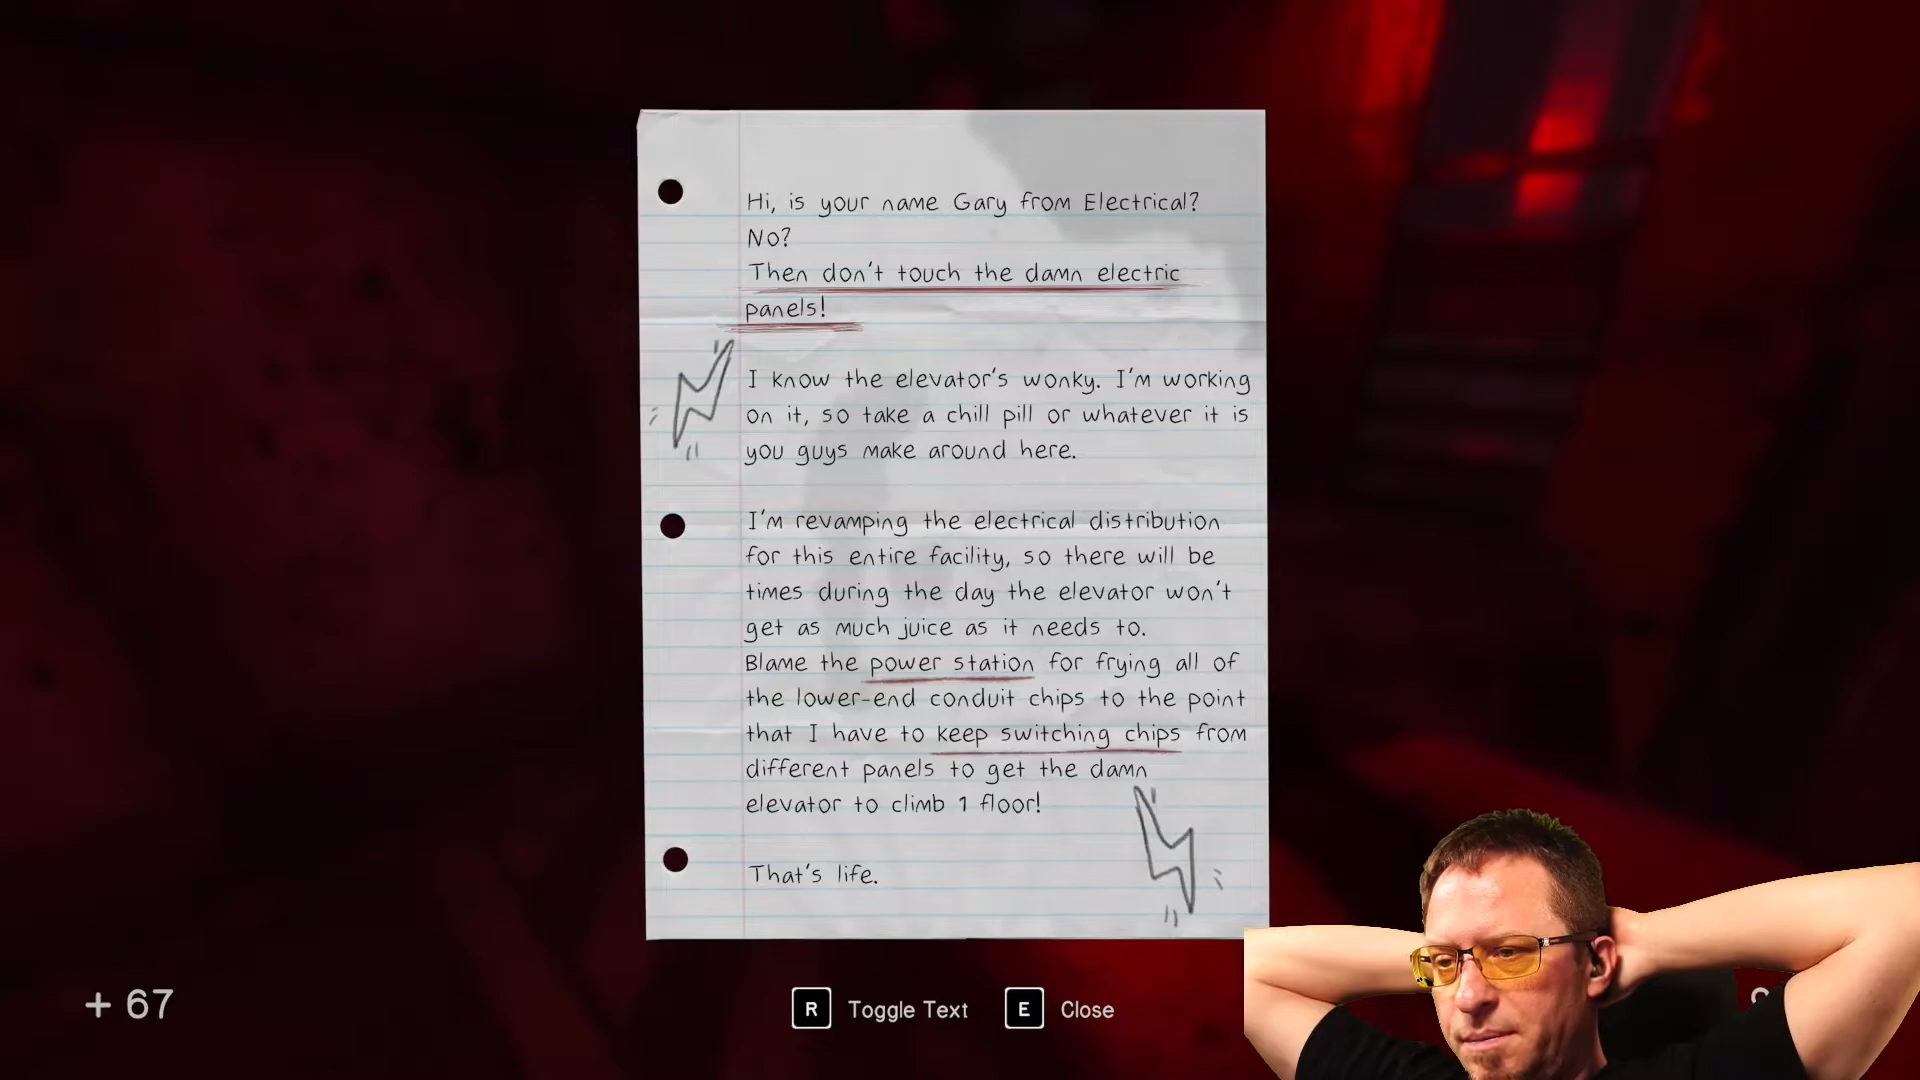 Hi, is your name Gary from Electrical?
No?
Then don't touch the damn electric
panels!
I know the elevator's wonky. I'm working
on it, so take a chill pill or whatever it is
you guys make around here.
I'm revamping the electrical distribution
for this entire facility, so there will be
times during the day the elevator won't
get as much juice as it needs to.
Blame the power station for frying all of
the lower-end conduit chips to the point
that I have to keep switching chips from
different panels to get the damn
elevator to climb 1 floor!
That's life.
+ 67
R Toggle Text E Close